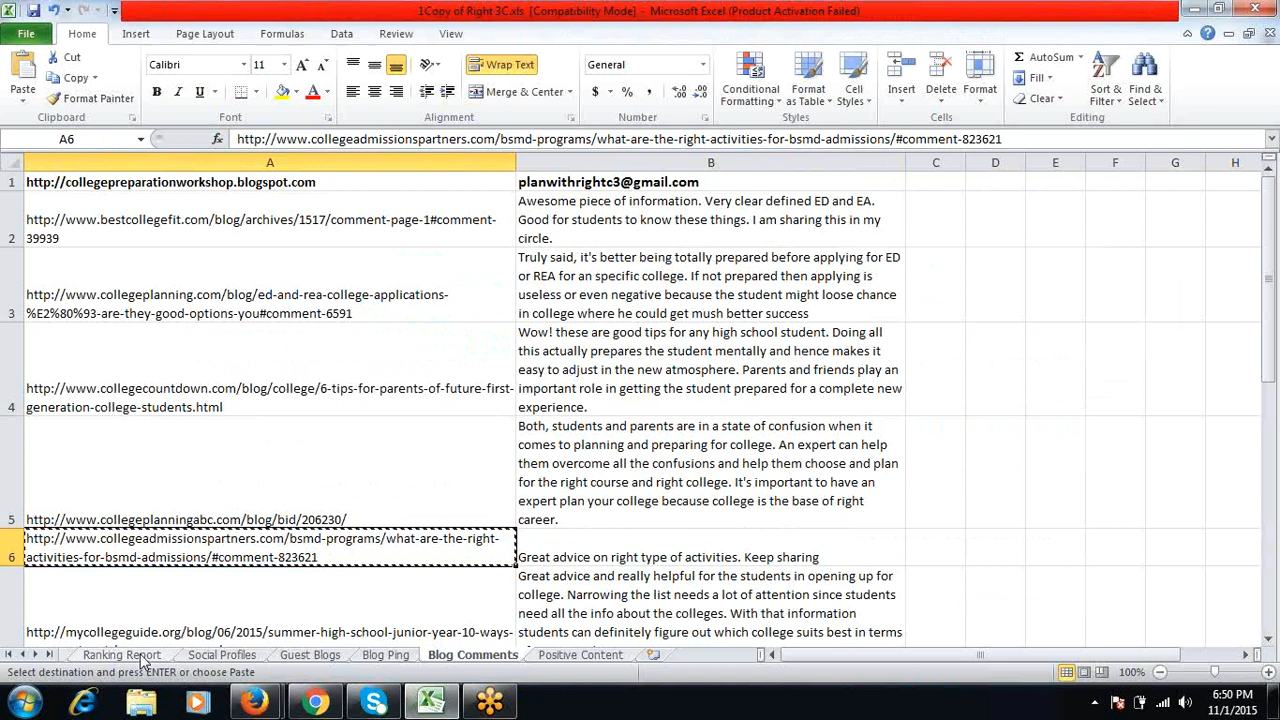 1Copy of Right 3C.xls [Compatibility Mode] - Microsoft Excel (Product Activation Failed)
File Home Insert Page Layout Formulas Data Review View
Paste
Cut
Copy
Format Painter
Clipboard
Calibri 11
B I U
Font
Wrap Text
Merge & Center
Alignment
General
$ % ,
Number
Conditional Formatting
Format as Table
Cell Styles
Styles
Insert
Delete
Format
Cells
AutoSum
Fill
Clear
Sort & Filter
Find & Select
Editing
A6 fx http://www.collegeadmissionspartners.com/bsmd-programs/what-are-the-right-activities-for-bsmd-admissions/#comment-823621
A B C D E F G H
1 http://collegepreparationworkshop.blogspot.com planwithrightc3@gmail.com
2
http://www.bestcollegefit.com/blog/archives/1517/comment-page-1#comment-
39939
Awesome piece of information. Very clear defined ED and EA.
Good for students to know these things. I am sharing this in my
circle.
3
http://www.collegeplanning.com/blog/ed-and-rea-college-applications-
%E2%80%93-are-they-good-options-you#comment-6591
Truly said, it's better being totally prepared before applying for ED
or REA for an specific college. If not prepared then applying is
useless or even negative because the student might loose chance
in college where he could get mush better success
4
http://www.collegecountdown.com/blog/college/6-tips-for-parents-of-future-first-
generation-college-students.html
Wow! these are good tips for any high school student. Doing all
this actually prepares the student mentally and hence makes it
easy to adjust in the new atmosphere. Parents and friends play an
important role in getting the student prepared for a complete new
experience.
5
http://www.collegeplanningabc.com/blog/bid/206230/
Both, students and parents are in a state of confusion when it
comes to planning and preparing for college. An expert can help
them overcome all the confusions and help them choose and plan
for the right course and right college. It's important to have an
expert plan your college because college is the base of right
career.
6
http://www.collegeadmissionspartners.com/bsmd-programs/what-are-the-right-
activities-for-bsmd-admissions/#comment-823621
Great advice on right type of activities. Keep sharing
http://mycollegeguide.org/blog/06/2015/summer-high-school-junior-year-10-ways-
Great advice and really helpful for the students in opening up for
college. Narrowing the list needs a lot of attention since students
need all the info about the colleges. With that information
students can definitely figure out which college suits best in terms
Ranking Report Social Profiles Guest Blogs Blog Ping Blog Comments Positive Content
Select destination and press ENTER or choose Paste
100%
6:50 PM
11/1/2015